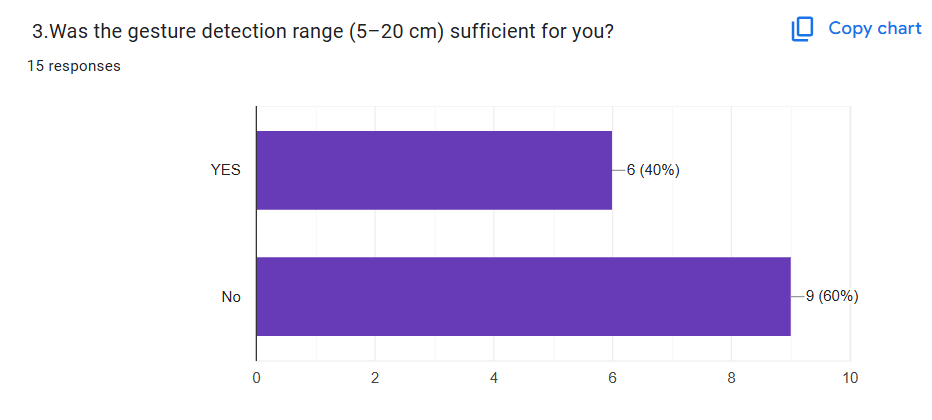 3.Was the gesture detection range (5–20 cm) sufficient for you?
Copy chart
15 responses
YES
6 (40%)
No
9 (60%)
0 2 4 6 8 10